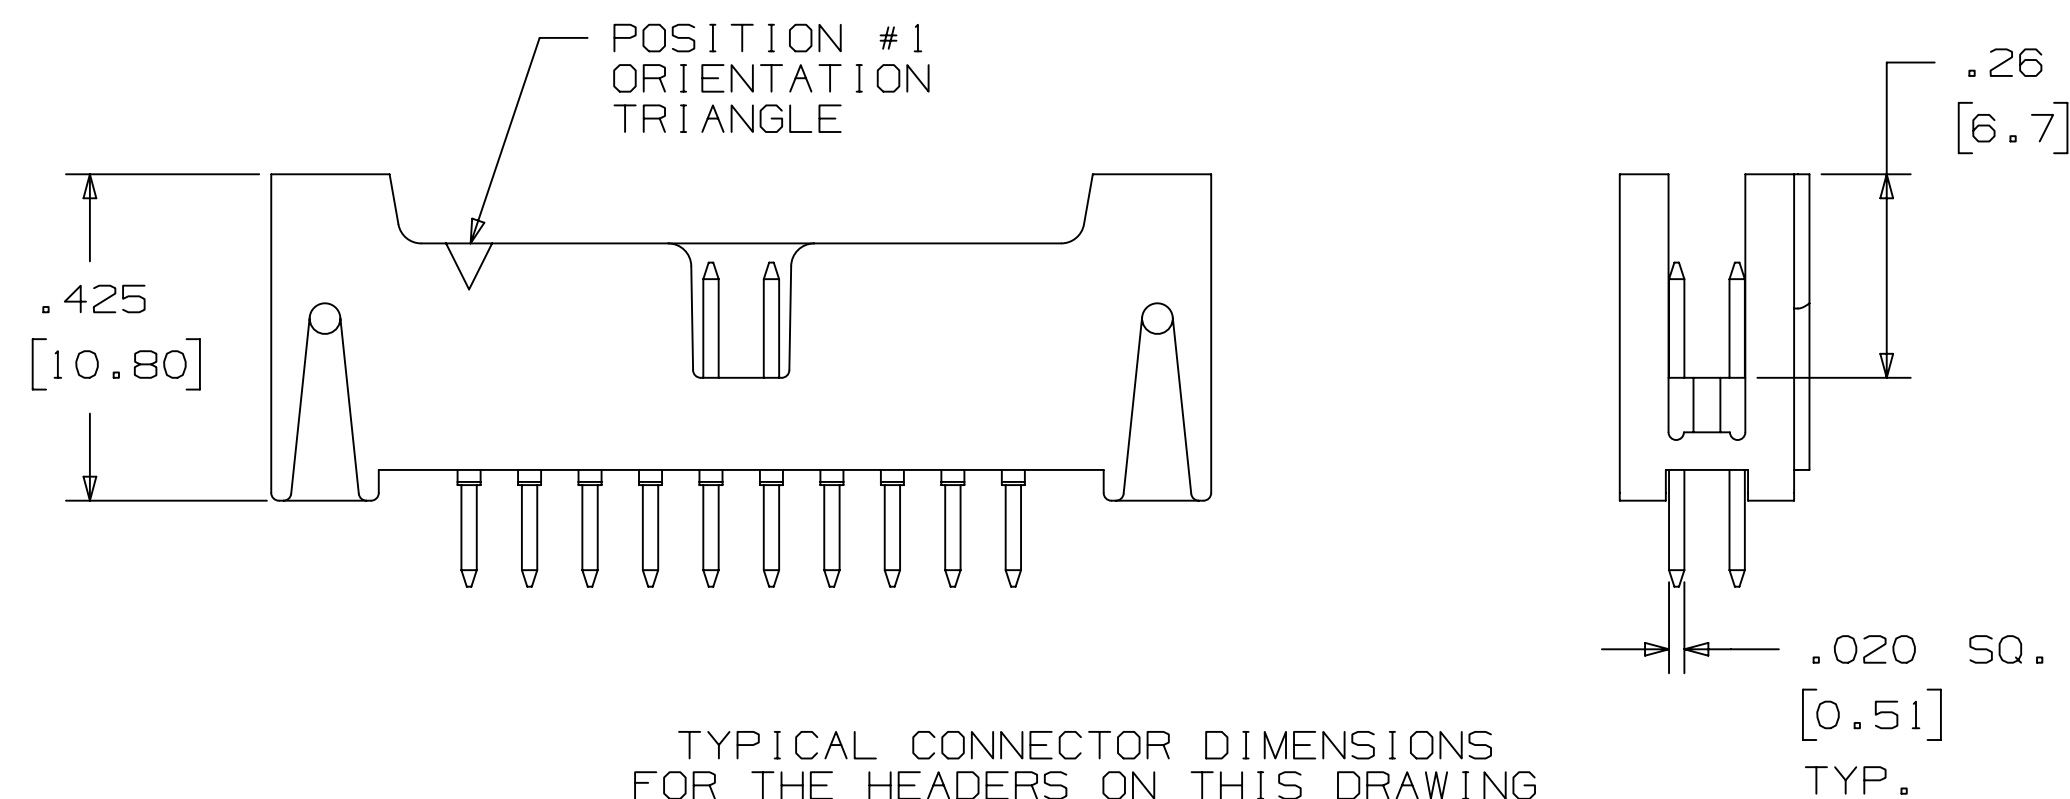 POSITION #1
ORIENTATION
TRIANGLE
.26
[6.7]
.425
[10.80]
.020 SQ.
[0.51]
TYP.
TYPICAL CONNECTOR DIMENSIONS
FOR THE HEADERS ON THIS DRAWING